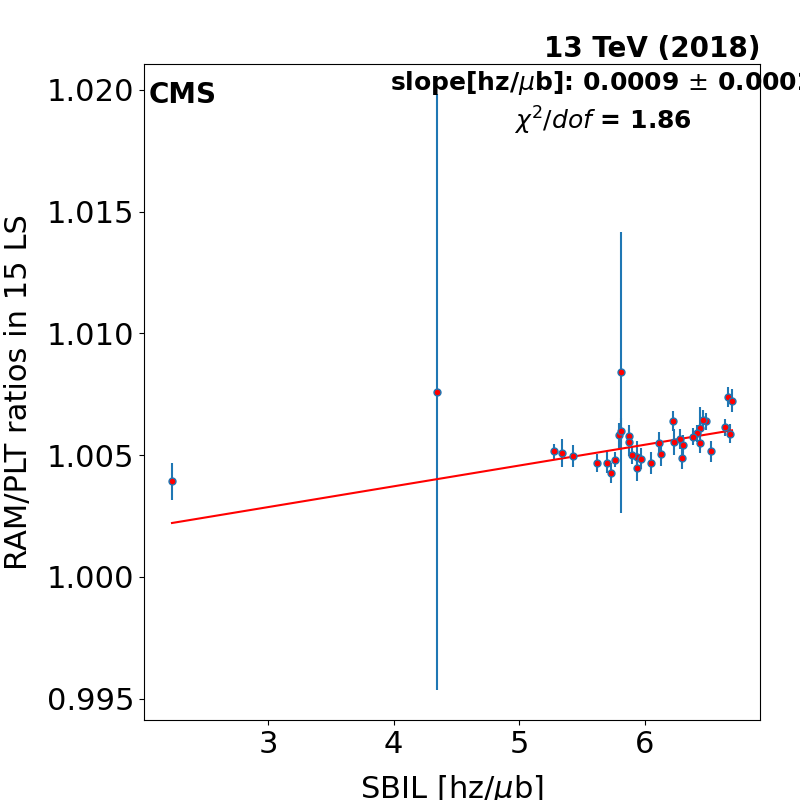 13 TeV (2018)
CMS
slope[hz/μb]: 0.0009 ± 0.000
χ²/dof = 1.86
RAM/PLT ratios in 15 LS
1.020
1.015
1.010
1.005
1.000
0.995
3 4 5 6
SBIL [hz/μb]